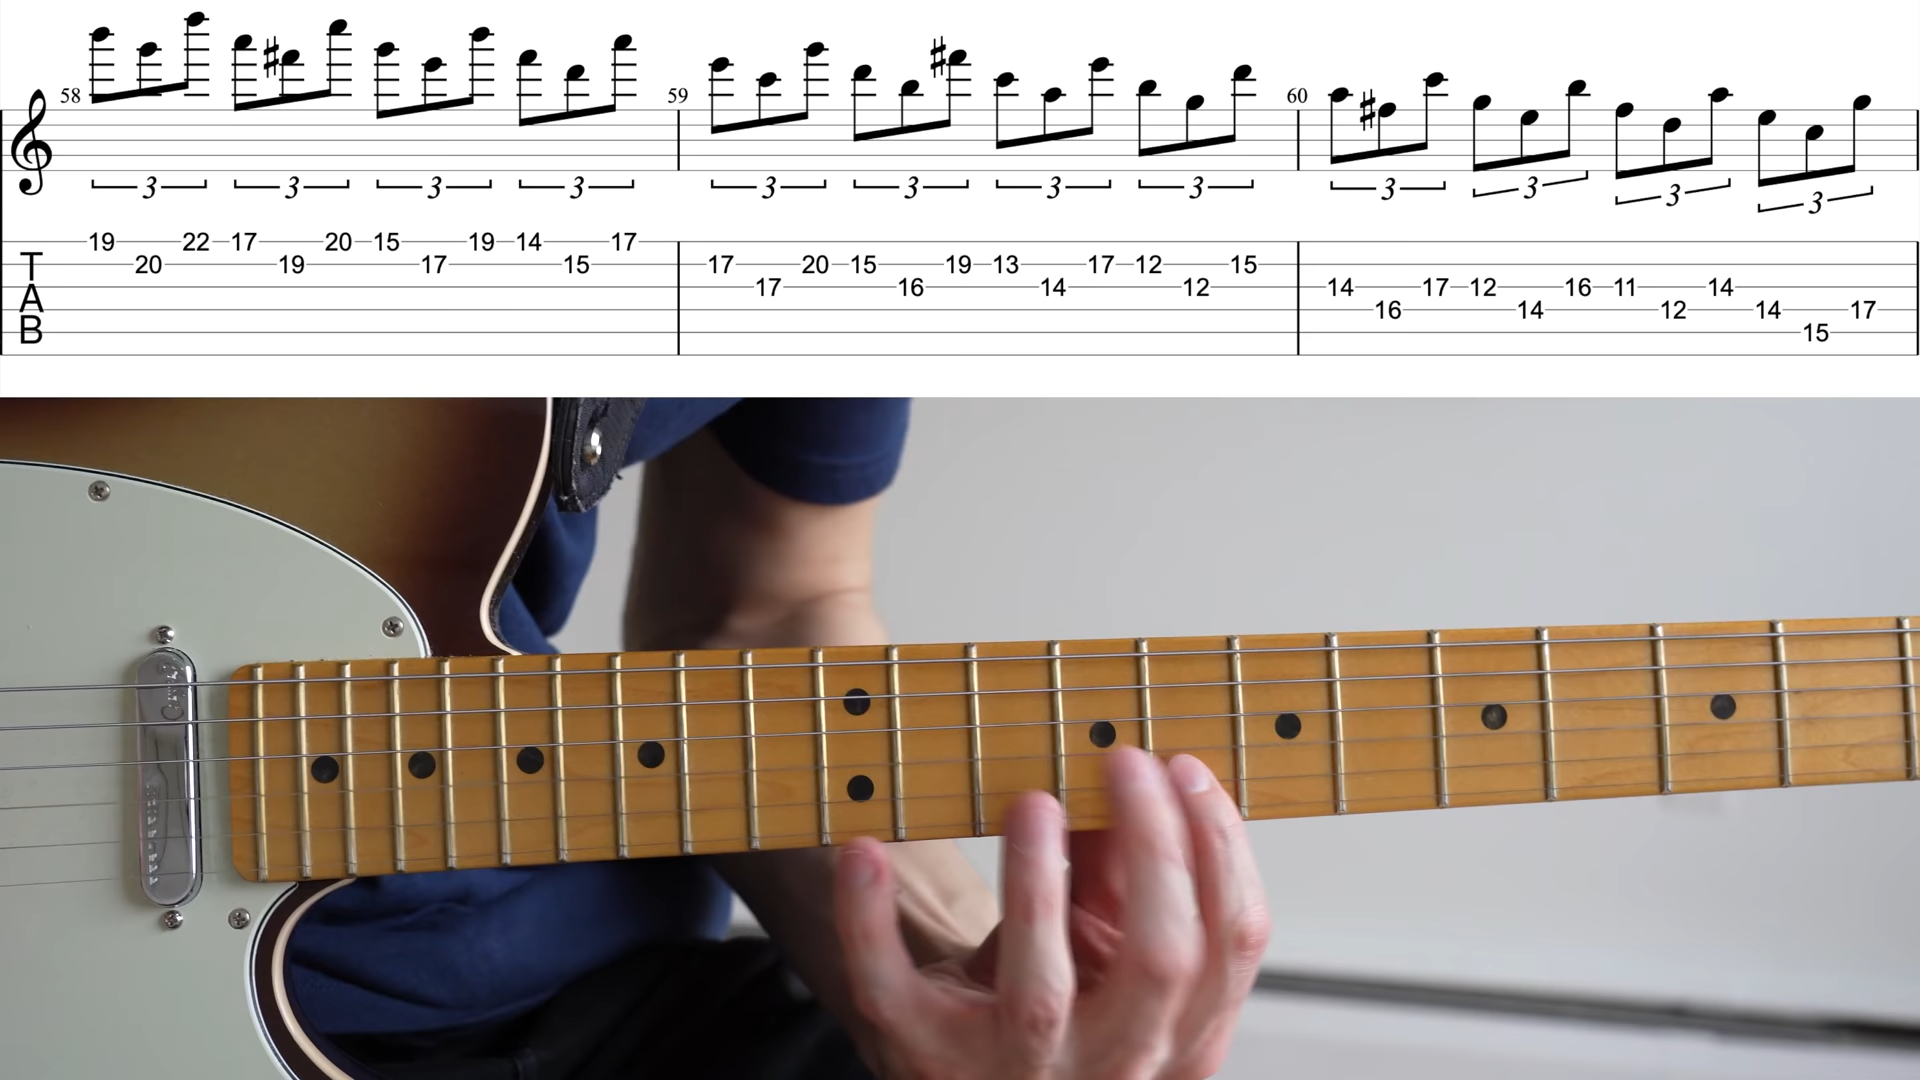 58 59 60
3 3 3 3 3 3 3 3 3 3 3 3
19 22 17 20 15 19 14 17
T 20 19 17 15 17 20 15 19 13 17 12 15
A 17 16 14 12 14 17 12 16 11 14
B 16 14 12 14 17
15